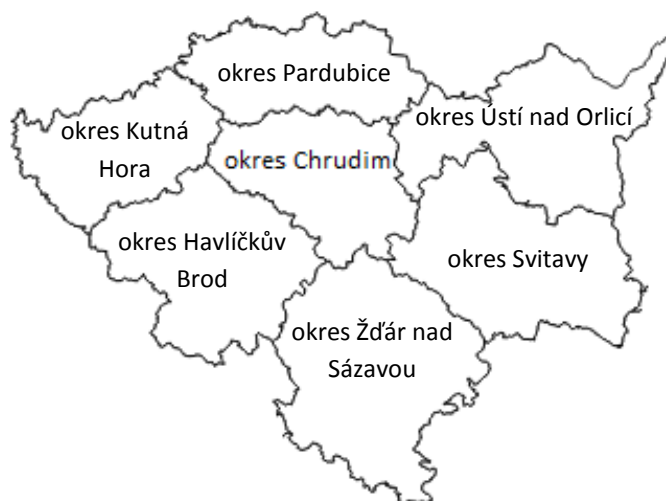 okres Pardubice
okres Ústí nad Orlicí
okres Kutná
Hora
okres Chrudim
okres Havlíčkův
Brod
okres Svitavy
okres Žďár nad
Sázavou